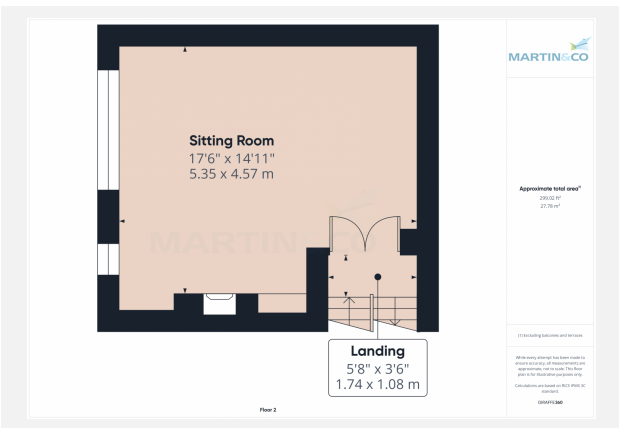 MARTIN&CO
Sitting Room
17'6" x 14'11"
5.35 x 4.57 m
MARTIN&CO
Landing
5'8" x 3'6"
1.74 x 1.08 m
Floor 2
Approximate total area⁽¹⁾
299.02 ft²
27.78 m²
(1) Excluding balconies and terraces
While every attempt has been made to
ensure accuracy, all measurements are
approximate, not to scale. This floor
plan is for illustrative purposes only.
Calculations are based on RICS IPMS 3C
standard.
GIRAFFE360